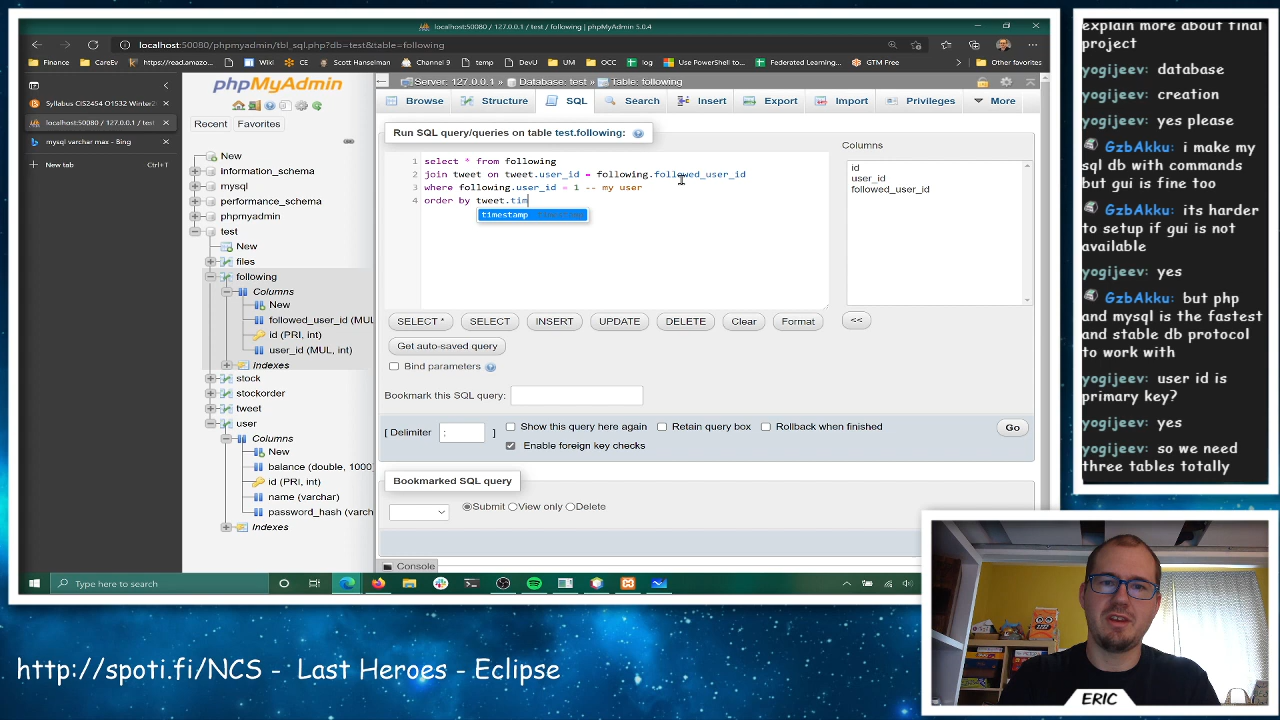 localhost:50080 / 127.0.0.1 / test / following | phpMyAdmin 5.0.4
localhost:50080/phpmyadmin/tbl_sql.php?db=test&table=following
Finance
CareEv
https://read.amazo...
Wiki
CE
Scott Hanselman
Channel 9
temp
DevU
UM
OCC
log
Use PowerShell to...
Federated Learning...
GTM Free
Other favorites
Syllabus CIS2454 O1532 Winter2
localhost:50080 / 127.0.0.1 / test
mysql varchar max - Bing
New tab
Ctrl+T
phpMyAdmin
Recent
Favorites
New
information_schema
mysql
performance_schema
phpmyadmin
test
New
files
following
Columns
New
followed_user_id (MUL
id (PRI, int)
user_id (MUL, int)
Indexes
stock
stockorder
tweet
user
Columns
New
balance (double, 1000)
id (PRI, int)
name (varchar)
password_hash (varch
Indexes
Server: 127.0.0.1 » Database: test » Table: following
Browse
Structure
SQL
Search
Insert
Export
Import
Privileges
More
Run SQL query/queries on table test.following:
1 select * from following
2 join tweet on tweet.user_id = following.followed_user_id
3 where following.user_id = 1 -- my user
4 order by tweet.tim
timestamp
Columns
id
user_id
followed_user_id
SELECT *
SELECT
INSERT
UPDATE
DELETE
Clear
Format
<<
Get auto-saved query
Bind parameters
Bookmark this SQL query:
[ Delimiter ; ]
Show this query here again
Retain query box
Rollback when finished
Enable foreign key checks
Go
Bookmarked SQL query
Submit
View only
Delete
Console
Type here to search
explain more about final
project
yogijeev: database
creation
yogijeev: yes please
GzbAkku: i make my
sql db with commands
but gui is fine too
yogijeev: its harder
to setup if gui is not
available
yogijeev: yes
GzbAkku: but php
and mysql is the fastest
and stable db protocol
to work with
yogijeev: user id is
primary key?
yogijeev: yes
yogijeev: so we need
three tables totally
http://spoti.fi/NCS - Last Heroes - Eclipse
ERIC